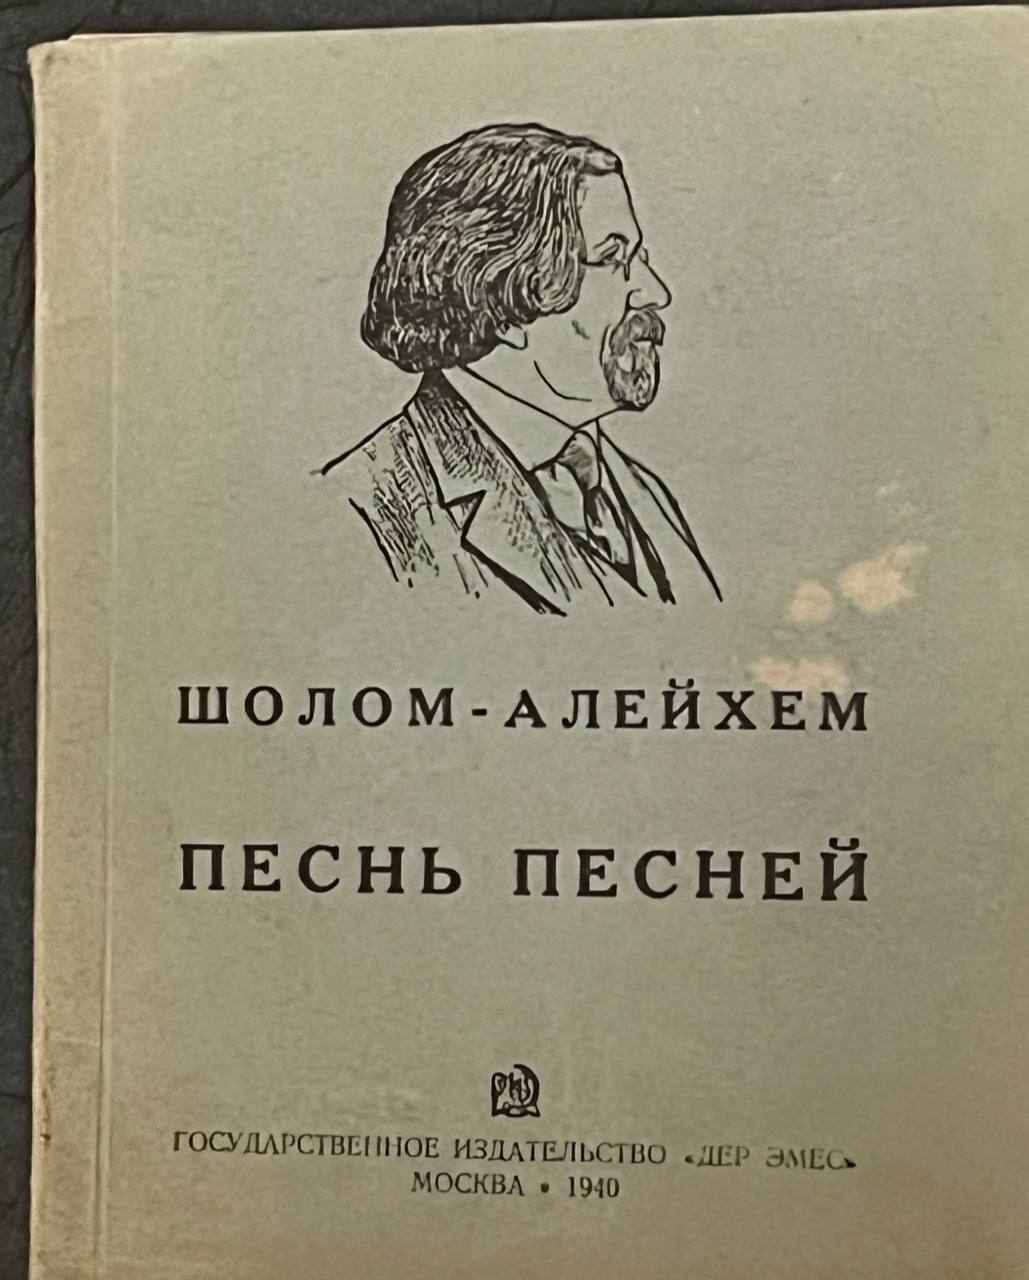 ШОЛОМ-АЛЕЙХЕМ
ПЕСНЬ ПЕСНЕЙ
ГОСУДАРСТВЕННОЕ ИЗДАТЕЛЬСТВО «ДЕР ЭМЕС»
МОСКВА • 1940